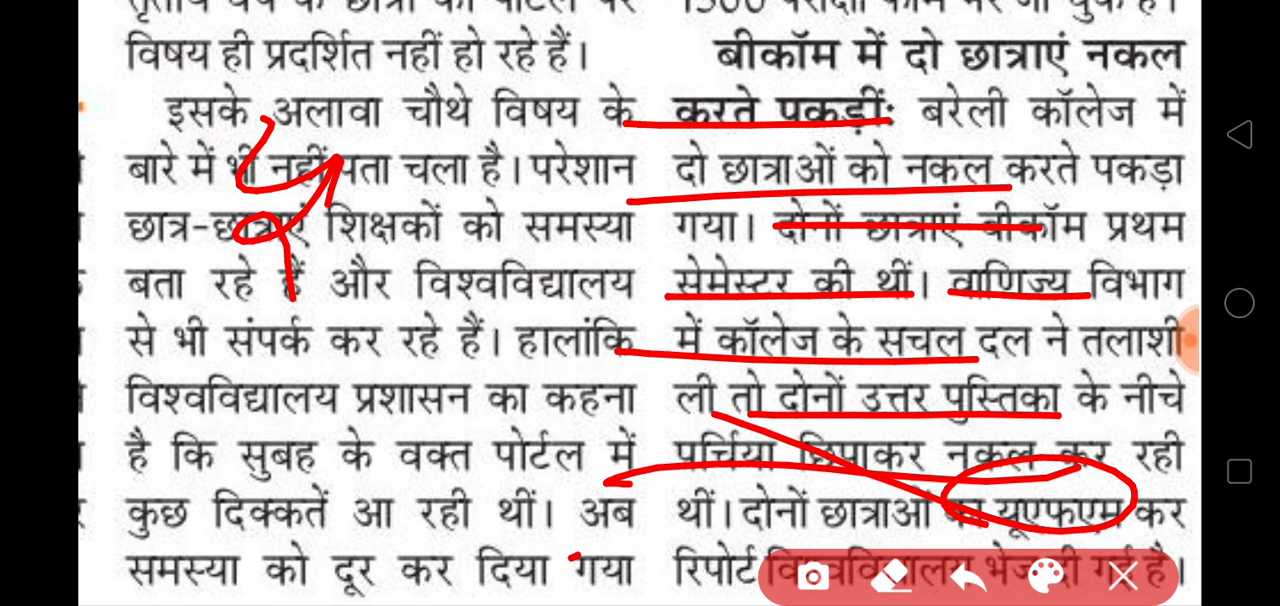 विषय ही प्रदर्शित नहीं हो रहे हैं।
इसके अलावा चौथे विषय के
बारे में भी नहीं पता चला है। परेशान
छात्र-छात्राएं शिक्षकों को समस्या
बता रहे हैं और विश्वविद्यालय
से भी संपर्क कर रहे हैं। हालांकि
विश्वविद्यालय प्रशासन का कहना
है कि सुबह के वक्त पोर्टल में
कुछ दिक्कतें आ रही थीं। अब
समस्या को दूर कर दिया गया
बीकॉम में दो छात्राएं नकल
करते पकड़ीं: बरेली कॉलेज में
दो छात्राओं को नकल करते पकड़ा
गया। दोनों छात्राएं बीकॉम प्रथम
सेमेस्टर की थीं। वाणिज्य विभाग
में कॉलेज के सचल दल ने तलाशी
ली तो दोनों उत्तर पुस्तिका के नीचे
पर्चिया छिपाकर नकल कर रही
थीं। दोनों छात्राओं का यूएफएम कर
रिपोर्ट विश्वविद्यालय भेज दी गई है।